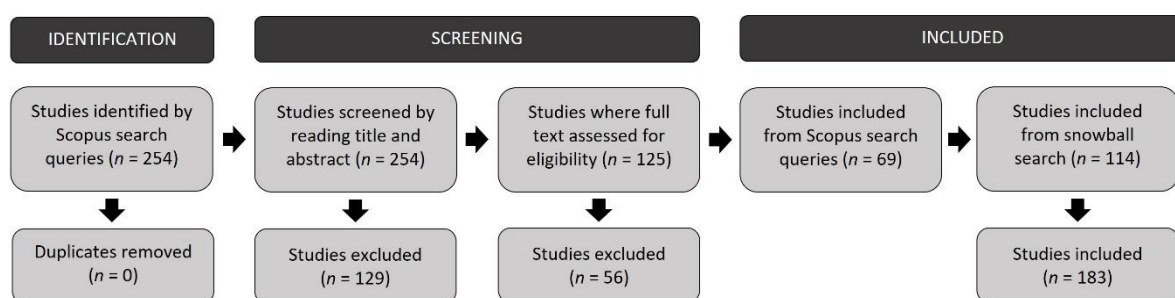 IDENTIFICATION
SCREENING
INCLUDED
Studies identified by
Scopus search
queries (n = 254)
Studies screened by
reading title and
abstract (n = 254)
Studies where full
text assessed for
eligibility (n = 125)
Studies included
from Scopus search
queries (n = 69)
Studies included
from snowball
search (n = 114)
Duplicates removed
(n = 0)
Studies excluded
(n = 129)
Studies excluded
(n = 56)
Studies included
(n = 183)